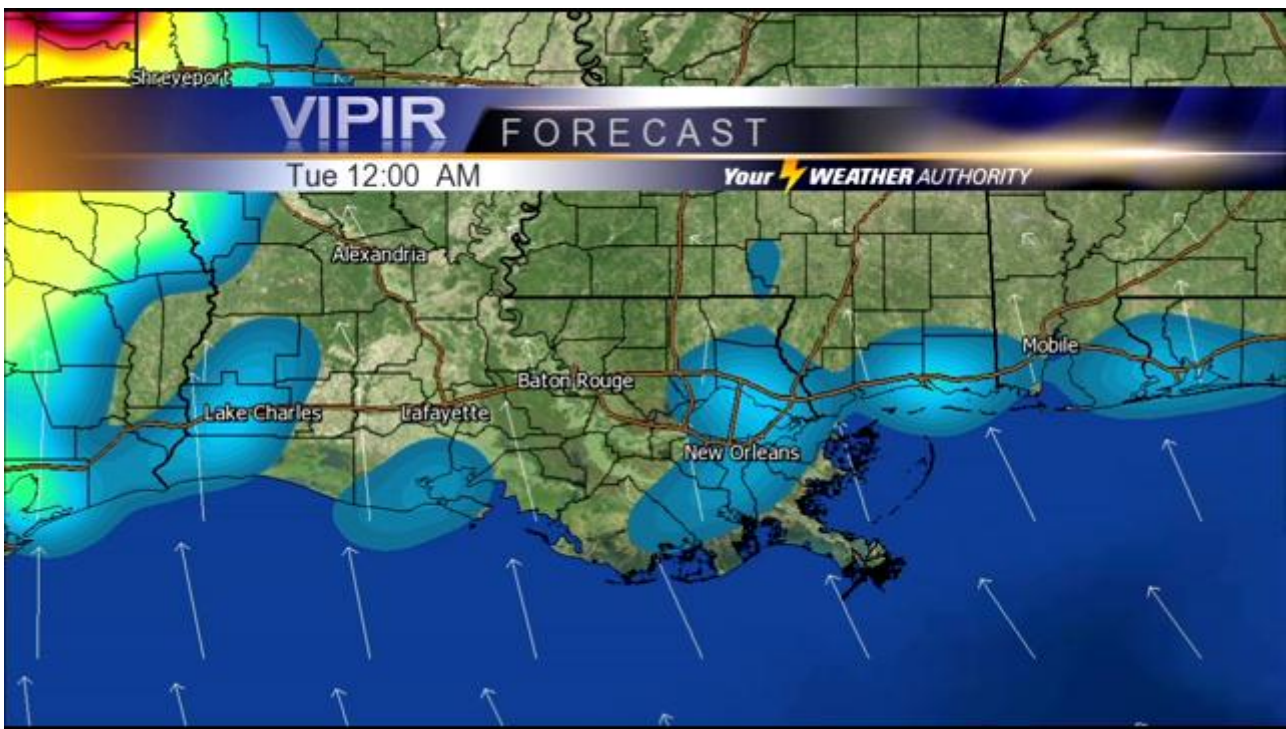 Shreveport
VIPIR FORECAST
Tue 12:00 AM
Your WEATHER AUTHORITY
Alexandria
Mobile
Baton Rouge
Lake Charles
Lafayette
New Orleans